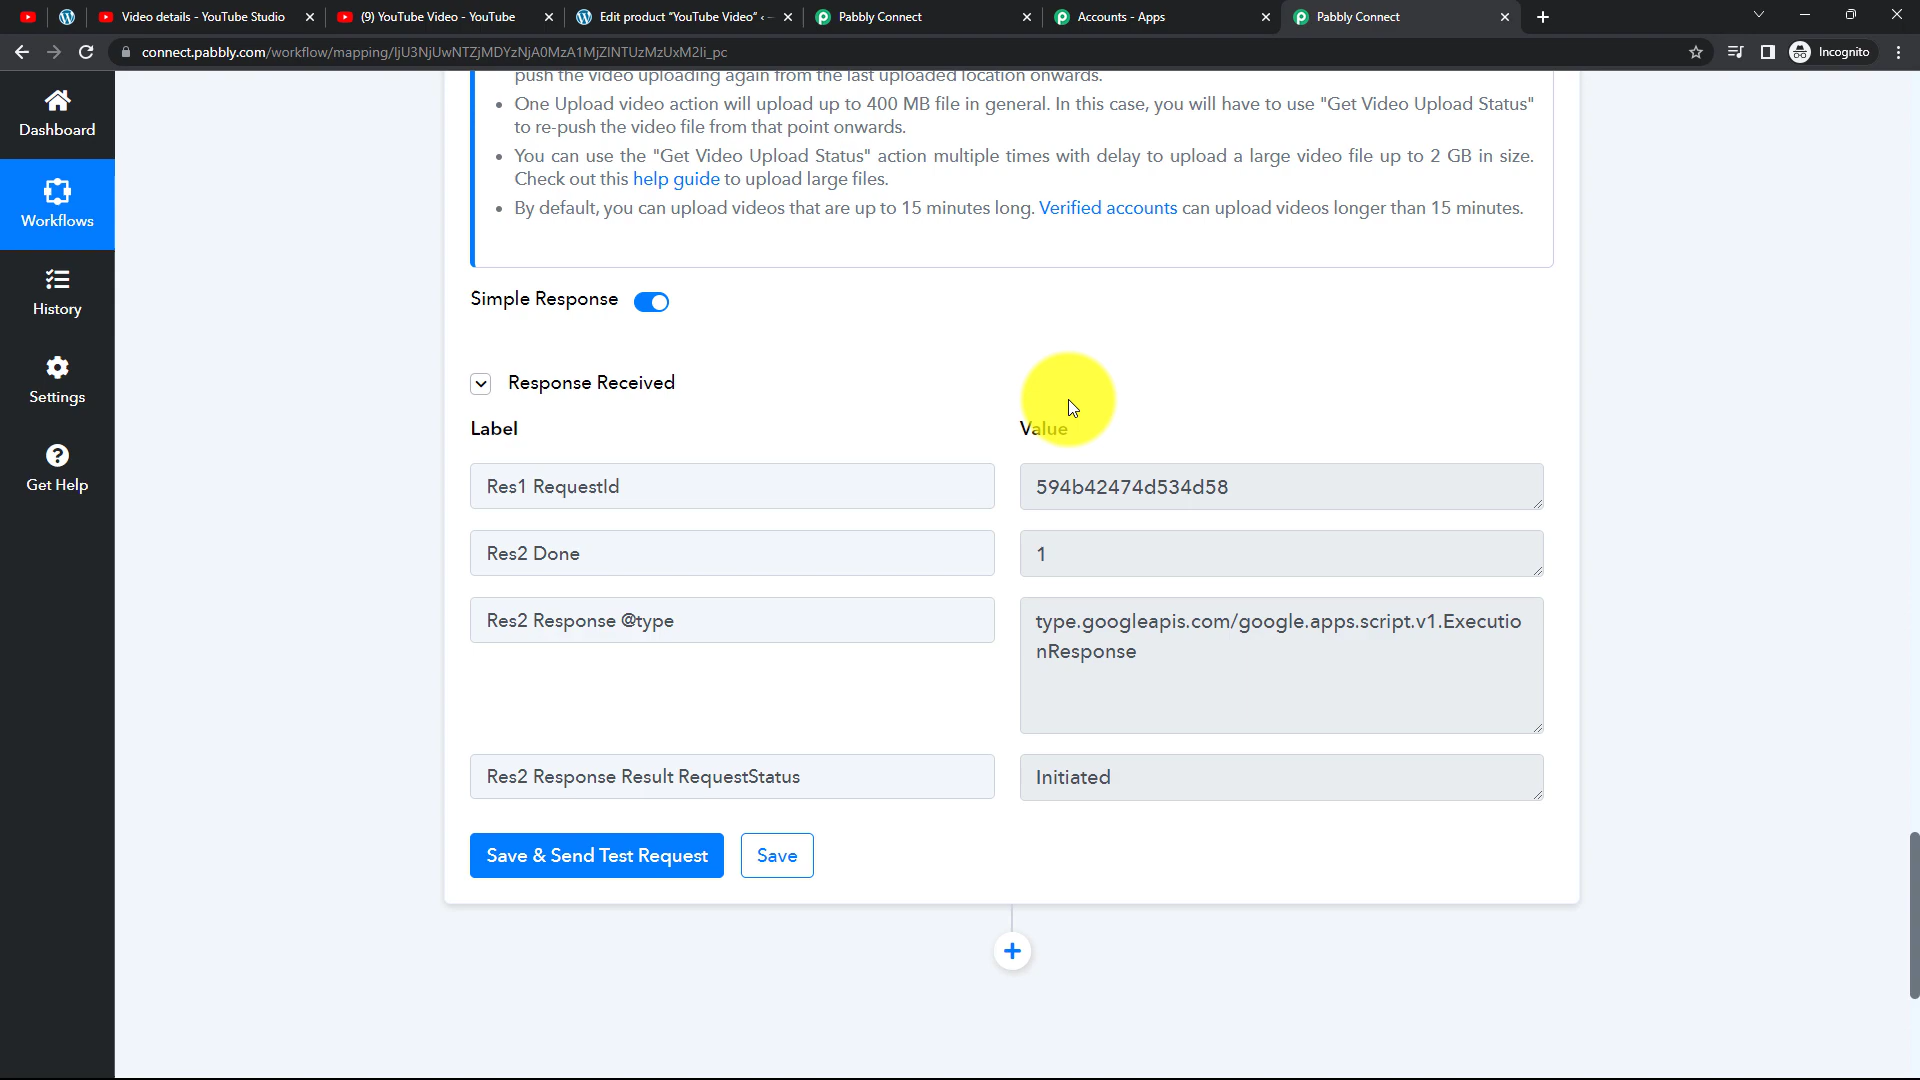 Video details - YouTube Studio
(9) YouTube Video - YouTube
Edit product "YouTube Video" ‹ –
Pabbly Connect
Accounts - Apps
Pabbly Connect
Incognito
Dashboard
Workflows
History
Settings
Get Help
push the video uploading again from the last uploaded location onwards.
• One Upload video action will upload up to 400 MB file in general. In this case, you will have to use "Get Video Upload Status"
to re-push the video file from that point onwards.
• You can use the "Get Video Upload Status" action multiple times with delay to upload a large video file up to 2 GB in size.
Check out this help guide to upload large files.
• By default, you can upload videos that are up to 15 minutes long. Verified accounts can upload videos longer than 15 minutes.
Simple Response
Response Received
Label
Value
Res1 RequestId
594b42474d534d58
Res2 Done
1
Res2 Response @type
type.googleapis.com/google.apps.script.v1.Executio
nResponse
Res2 Response Result RequestStatus
Initiated
Save & Send Test Request
Save